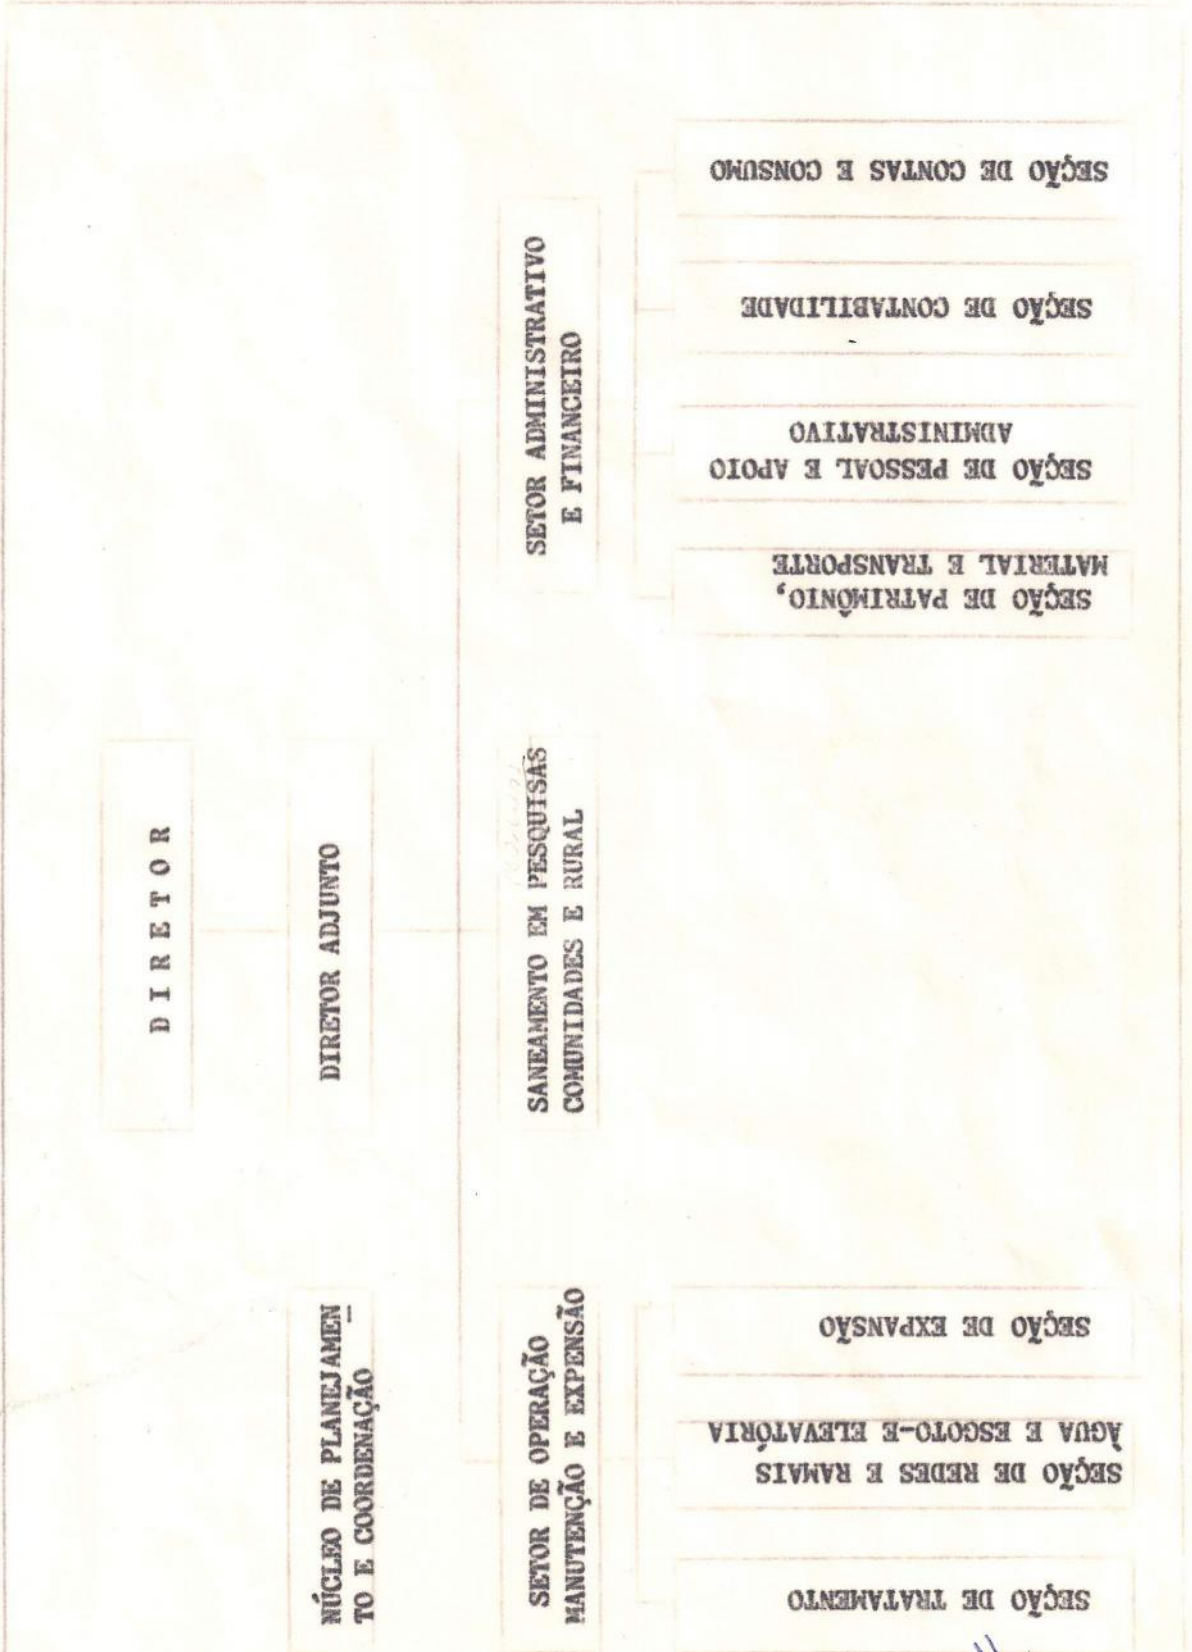 D I R E T O R
DIRETOR ADJUNTO
NÚCLEO DE PLANEJAMEN
TO E COORDENAÇÃO
SETOR DE OPERAÇÃO
MANUTENÇÃO E EXPENSÃO
SANEAMENTO EM PESQUISAS
COMUNIDADES E RURAL
SETOR ADMINISTRATIVO
E FINANCEIRO
SEÇÃO DE TRATAMENTO
SEÇÃO DE REDES E RAMAIS
ÀGUA E ESGOTO-E ELEVATÓRIA
SEÇÃO DE EXPANSÃO
SEÇÃO DE PATRIMÔNIO,
MATERIAL E TRANSPORTE
SEÇÃO DE PESSOAL E APOIO
ADMINISTRATIVO
SEÇÃO DE CONTABILIDADE
SEÇÃO DE CONTAS E CONSUMO